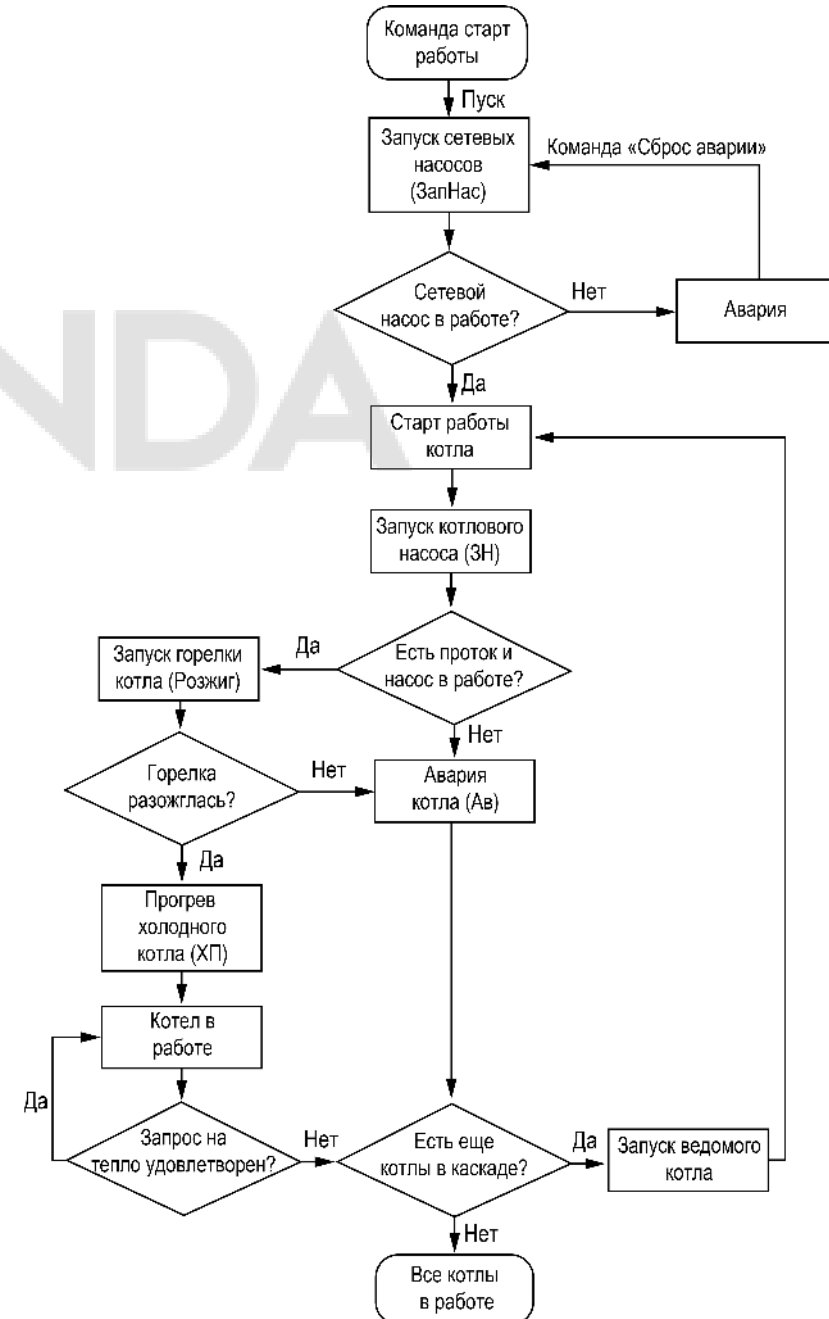 Команда старт
работы
Пуск
Запуск сетевых
насосов
(ЗапНас)
Команда «Сброс аварии»
Сетевой
насос в работе?
Нет
Авария
NDA
Да
Старт работы
котла
Запуск котлового
насоса (ЗН)
Есть проток и
насос в работе?
Да
Запуск горелки
котла (Розжиг)
Нет
Горелка
разожглась?
Нет
Авария
котла (Ав)
Да
Прогрев
холодного
котла (ХП)
Котел в
работе
Да
Запрос на
тепло удовлетворен?
Нет
Есть еще
котлы в каскаде?
Да
Запуск ведомого
котла
Нет
Все котлы
в работе